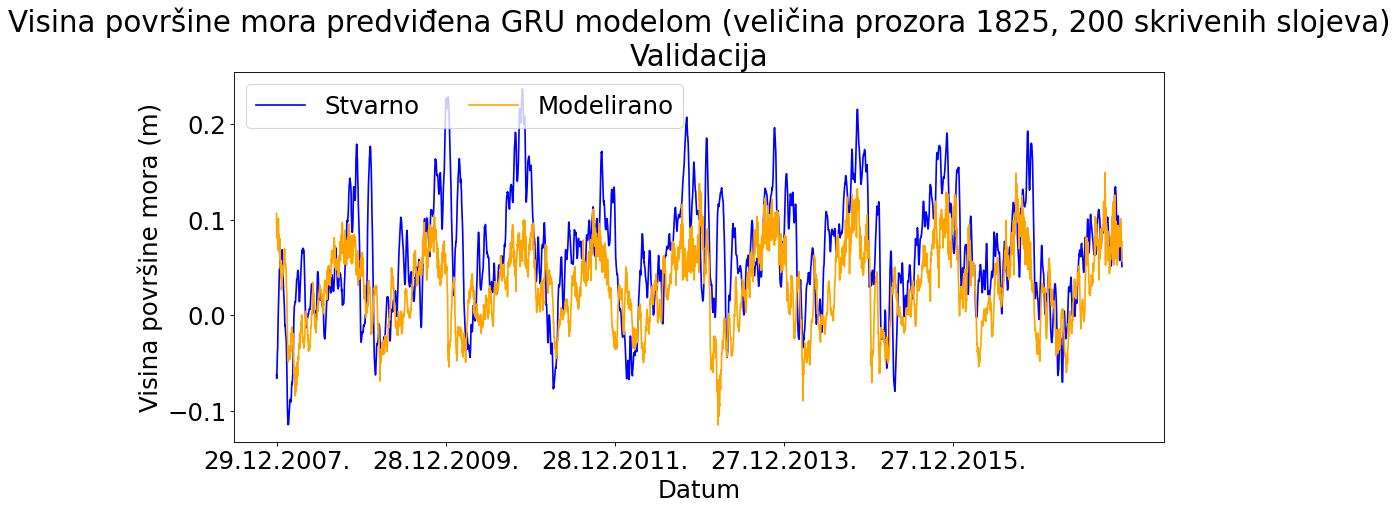 Visina površine mora predviđena GRU modelom (veličina prozora 1825, 200 skrivenih slojeva)
Validacija
Stvarno
Modelirano
Visina površine mora (m)
0.2
0.1
0.0
−0.1
29.12.2007.
28.12.2009.
28.12.2011.
27.12.2013.
27.12.2015.
Datum